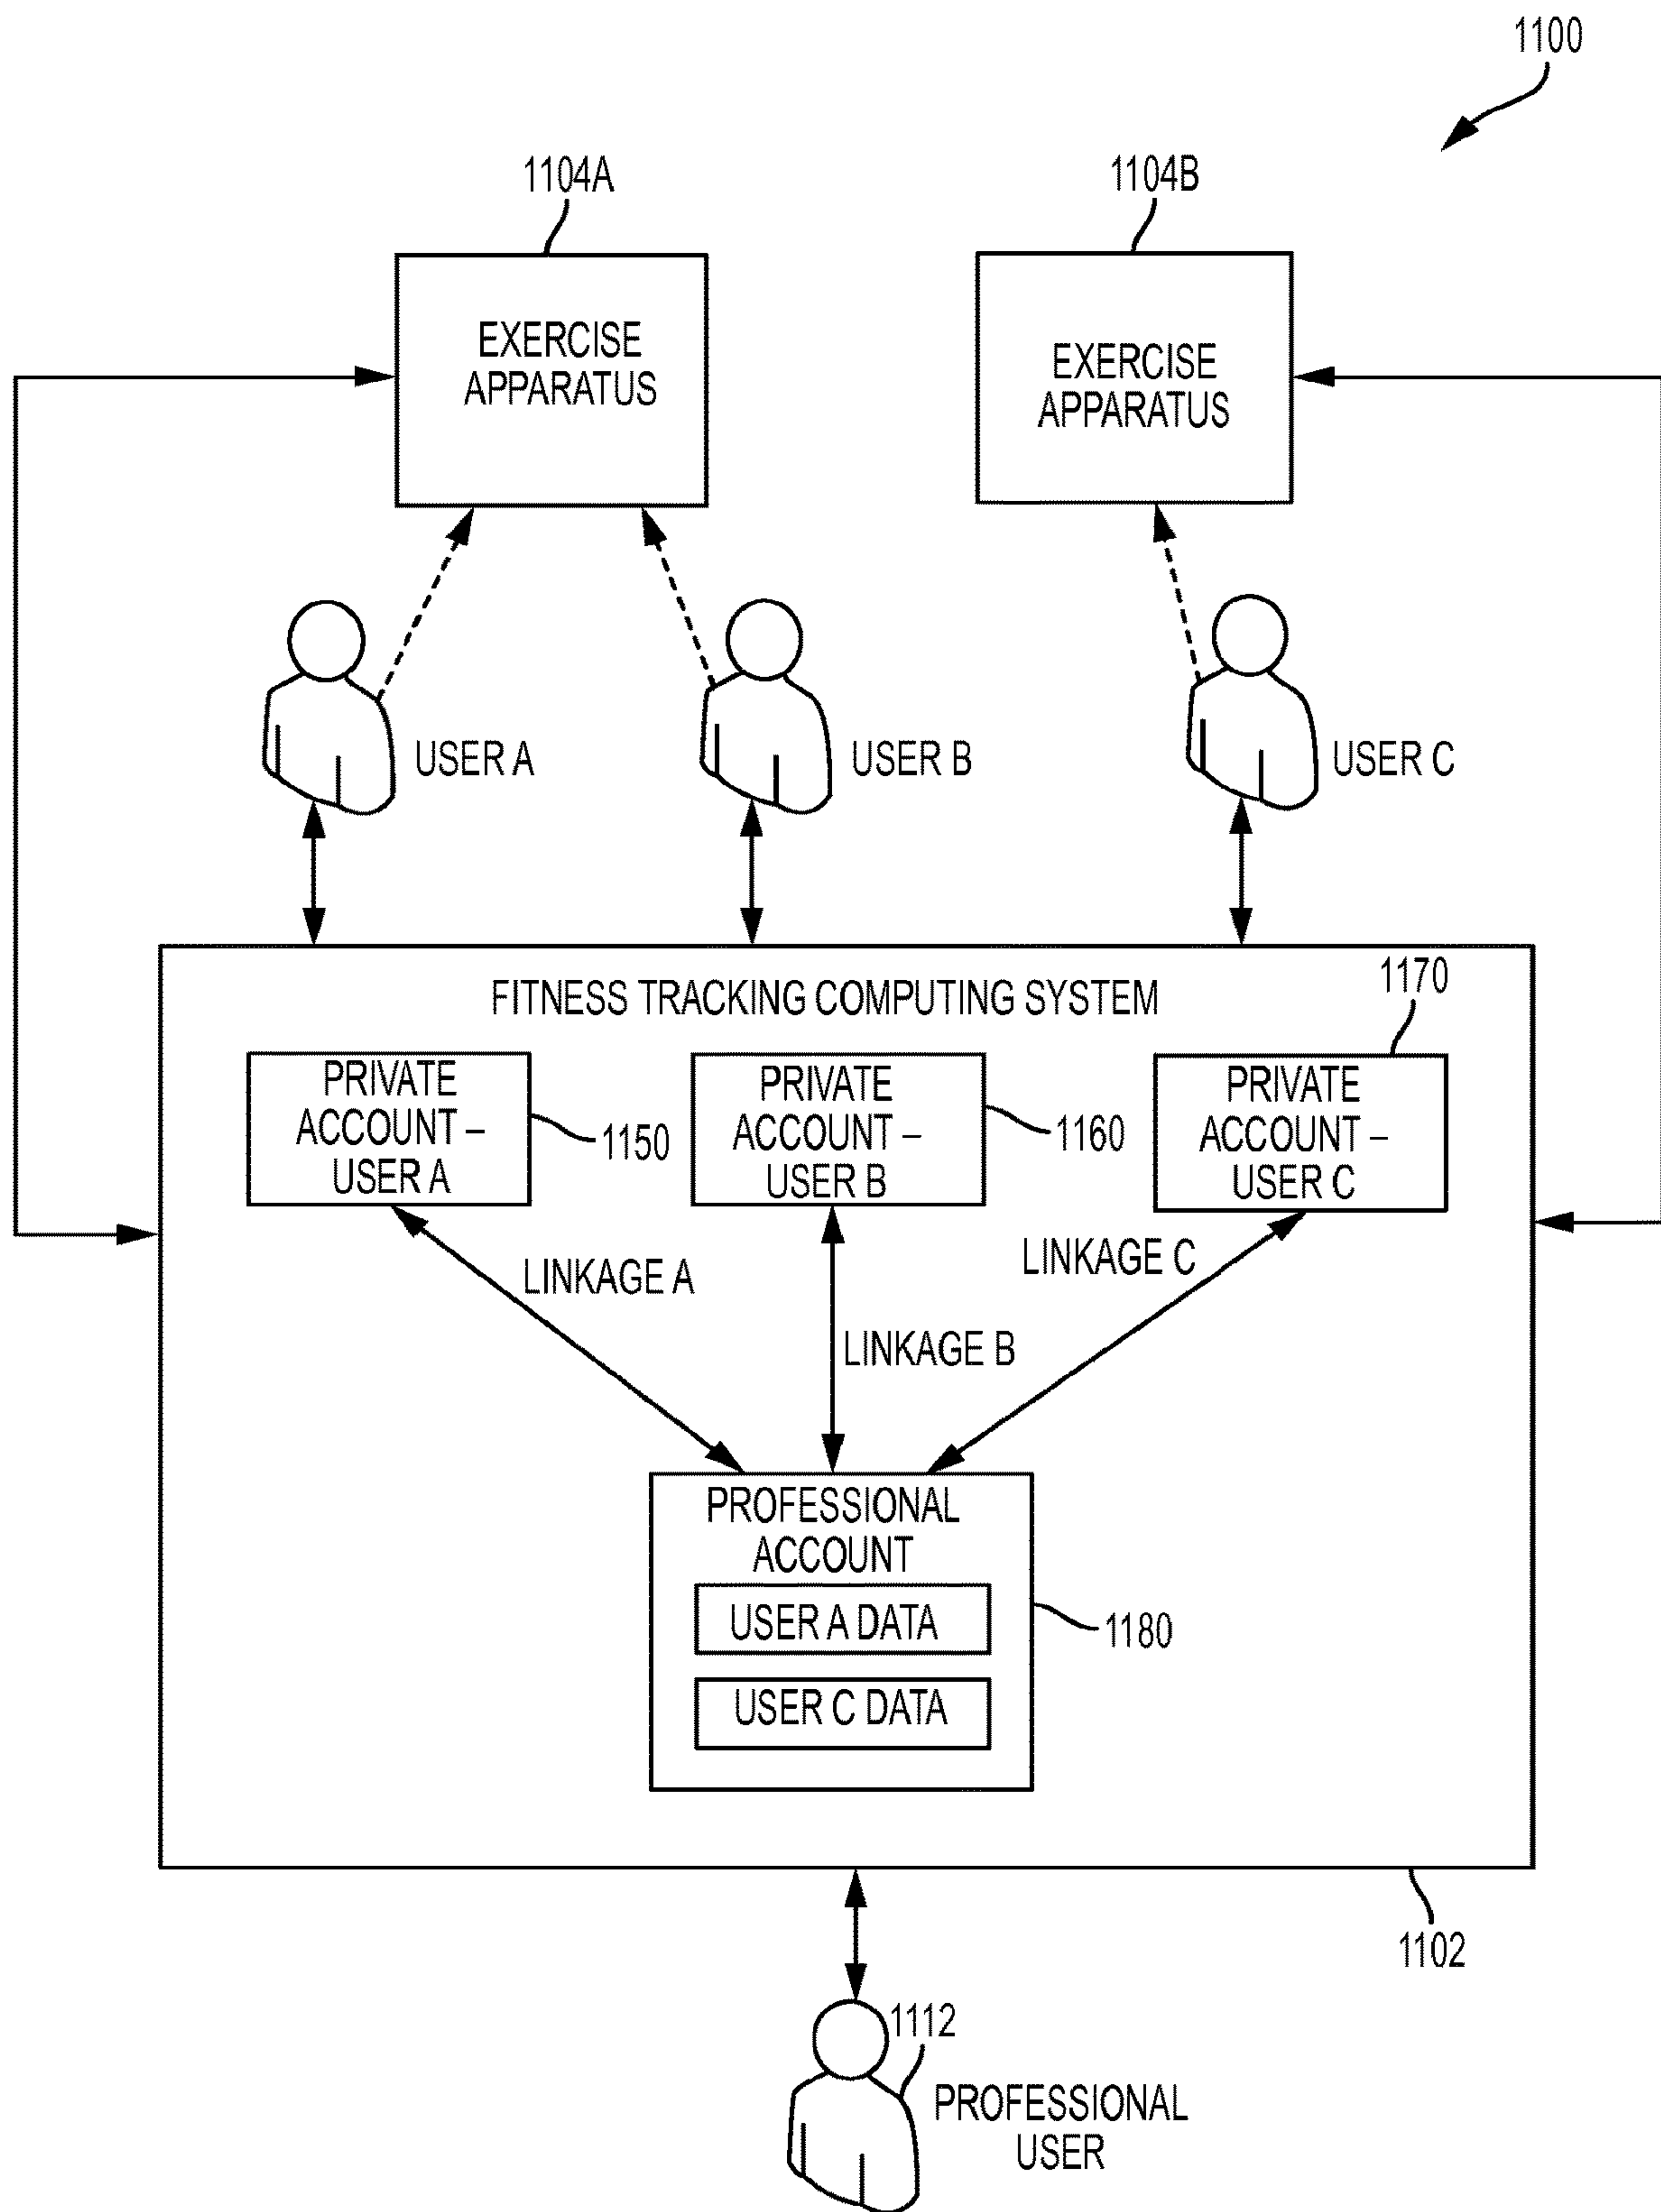 1100
1104A
1104B
EXERCISE
APPARATUS
EXERCISE
APPARATUS
USER A
USER B
USER C
FITNESS TRACKING COMPUTING SYSTEM
1170
PRIVATE
ACCOUNT –
USER A
1150
PRIVATE
ACCOUNT –
USER B
1160
PRIVATE
ACCOUNT –
USER C
LINKAGE A
LINKAGE B
LINKAGE C
PROFESSIONAL
ACCOUNT
USER A DATA
USER C DATA
1180
1102
1112
PROFESSIONAL
USER